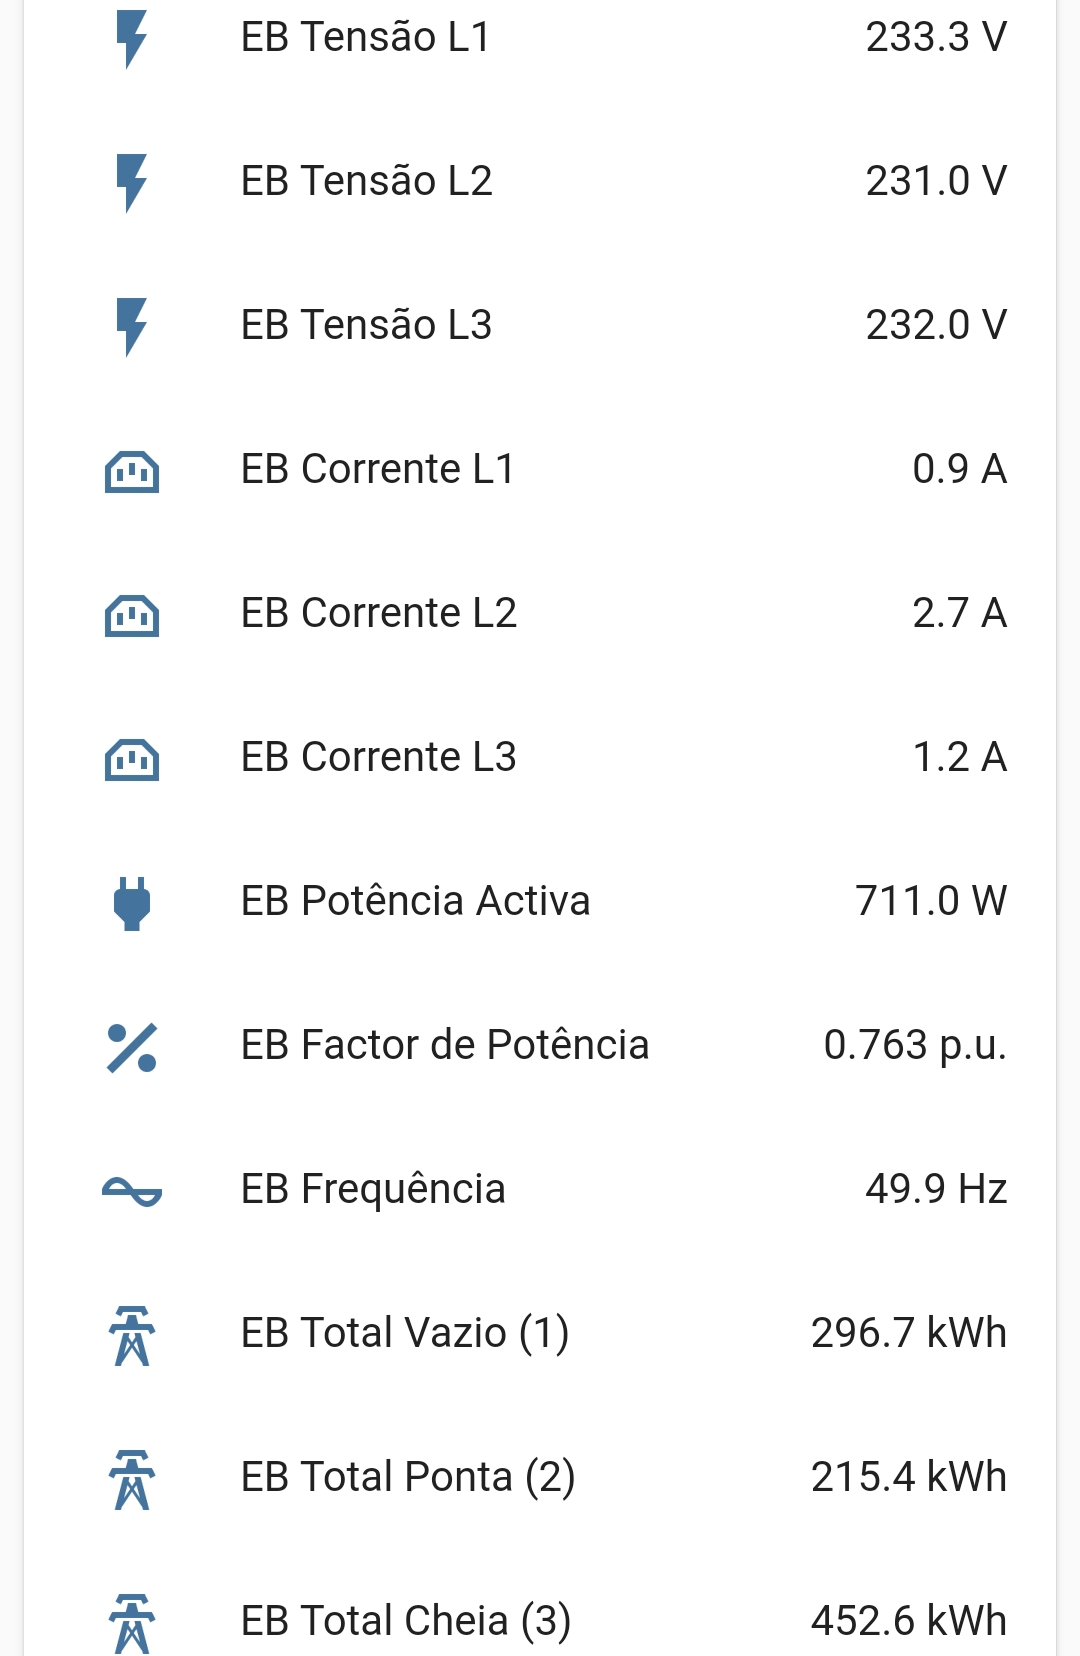 EB Tensão L1 233.3 V
EB Tensão L2 231.0 V
EB Tensão L3 232.0 V
EB Corrente L1 0.9 A
EB Corrente L2 2.7 A
EB Corrente L3 1.2 A
EB Potência Activa 711.0 W
EB Factor de Potência 0.763 p.u.
EB Frequência 49.9 Hz
EB Total Vazio (1) 296.7 kWh
EB Total Ponta (2) 215.4 kWh
EB Total Cheia (3) 452.6 kWh